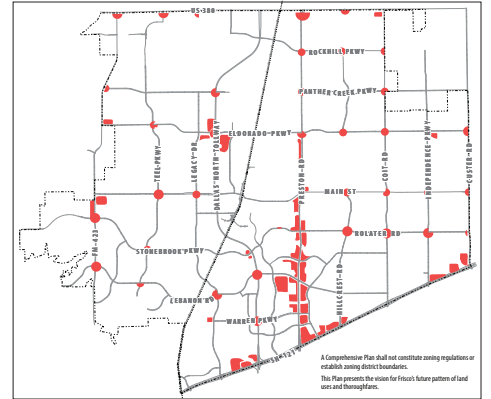 US 380
ROCKHILL PKWY
PANTHER CREEK PKWY
ELDORADO PKWY
TEEL PKWY
LEGACY DR
DALLAS NORTH TOLLWAY
PRESTON RD
COIT RD
INDEPENDENCE PKWY
CUSTER RD
MAIN ST
FM 423
STONEBROOK PKWY
ROLATER RD
HILLCREST RD
LEBANON RD
WARREN PKWY
SH 121
A Comprehensive Plan shall not constitute zoning regulations or
establish zoning district boundaries.
This Plan presents the vision for Frisco's future pattern of land
uses and thoroughfares.